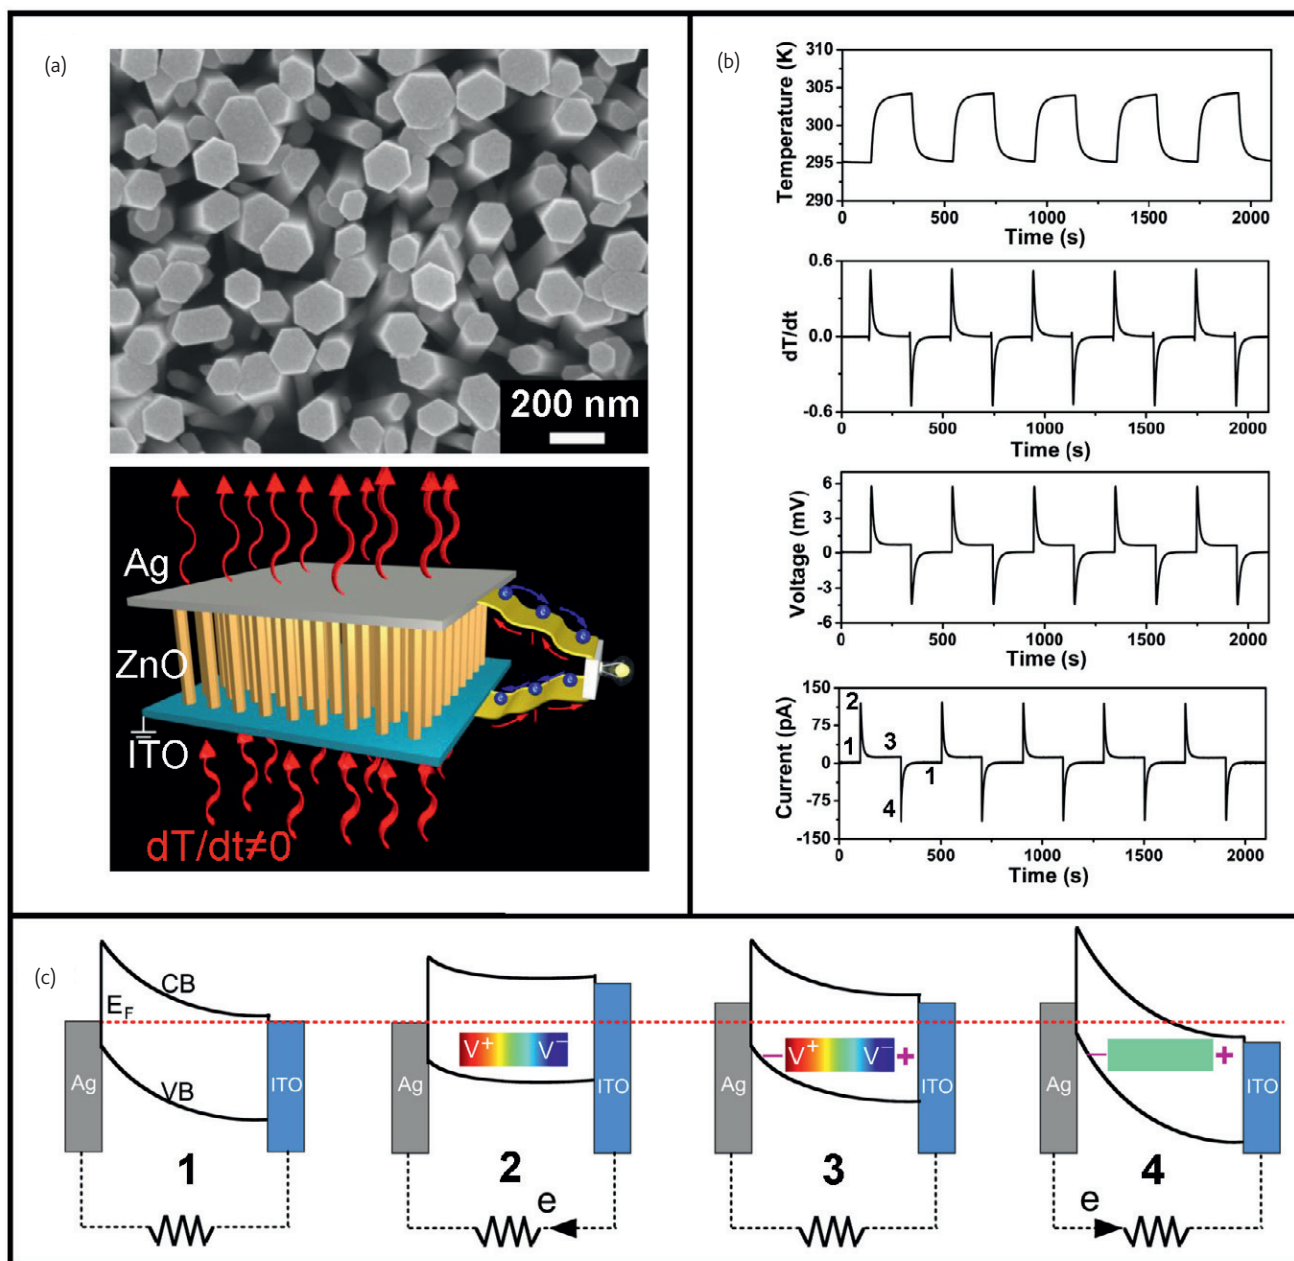 (a)
200 nm
Ag
ZnO
ITO
dT/dt≠0
e
e
e
e
e
e
I
I
(b)
Temperature (K)
310
305
300
295
290
0
500
1000
1500
2000
Time (s)
dT/dt
0.6
0.0
-0.6
0
500
1000
1500
2000
Time (s)
Voltage (mV)
6
3
0
-3
-6
0
500
1000
1500
2000
Time (s)
Current (pA)
150
75
0
-75
-150
2
1
3
1
4
0
500
1000
1500
2000
Time (s)
(c)
CB
E_F
VB
Ag
ITO
1
V⁺
V⁻
Ag
ITO
2
e
−
V⁺
V⁻
+
Ag
ITO
3
−
+
Ag
ITO
4
e